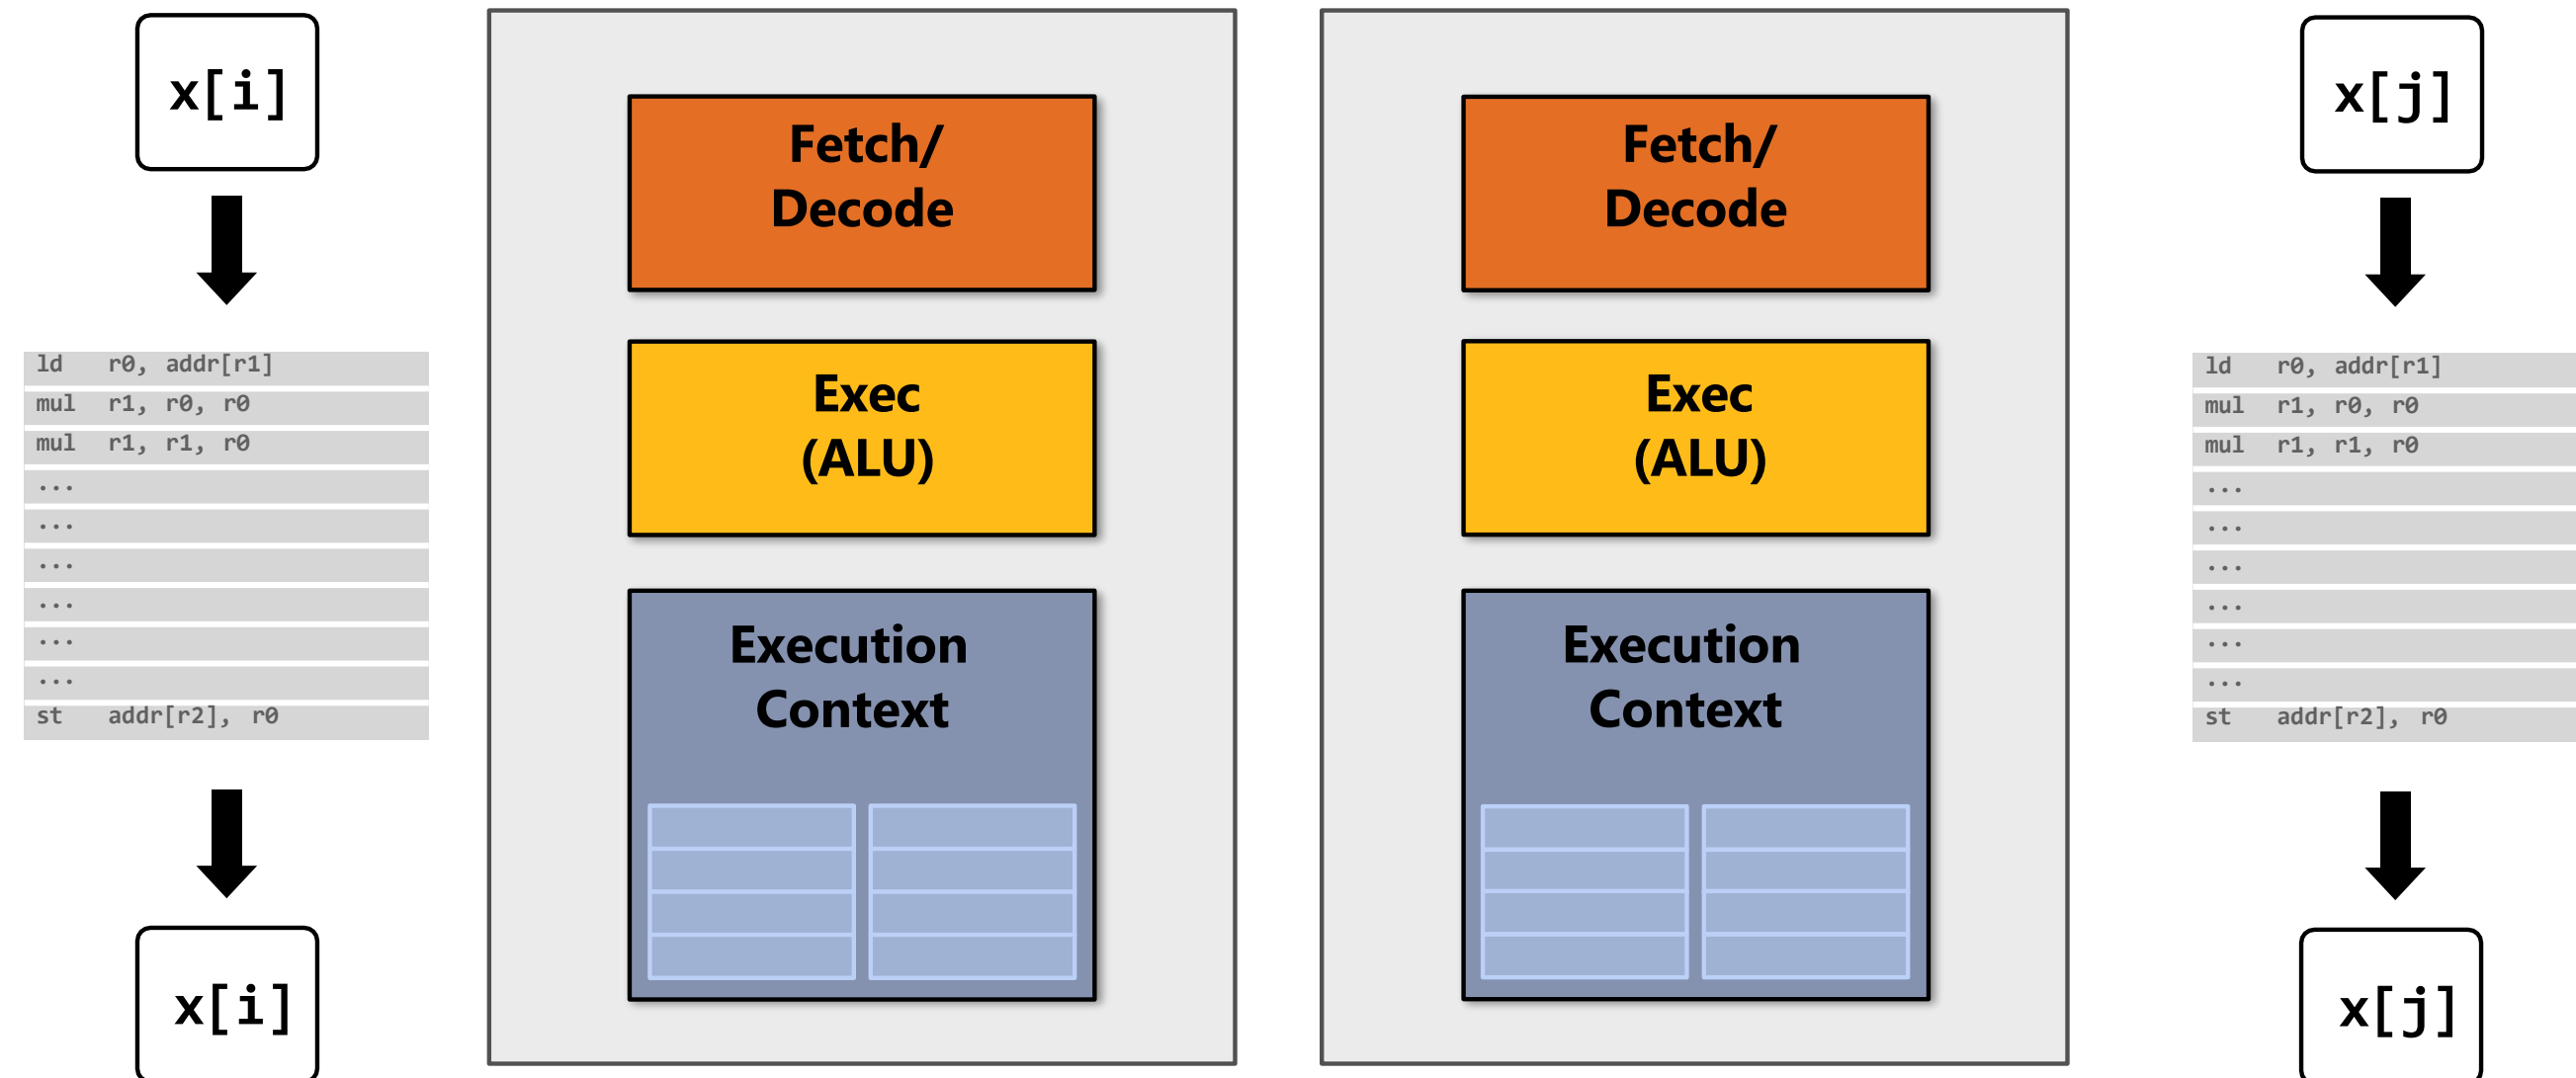 x[i]
ld r0, addr[r1]
mul r1, r0, r0
mul r1, r1, r0
...
...
...
...
...
...
st addr[r2], r0
x[i]
Fetch/
Decode
Exec
(ALU)
Execution
Context
Fetch/
Decode
Exec
(ALU)
Execution
Context
x[j]
ld r0, addr[r1]
mul r1, r0, r0
mul r1, r1, r0
...
...
...
...
...
...
st addr[r2], r0
x[j]